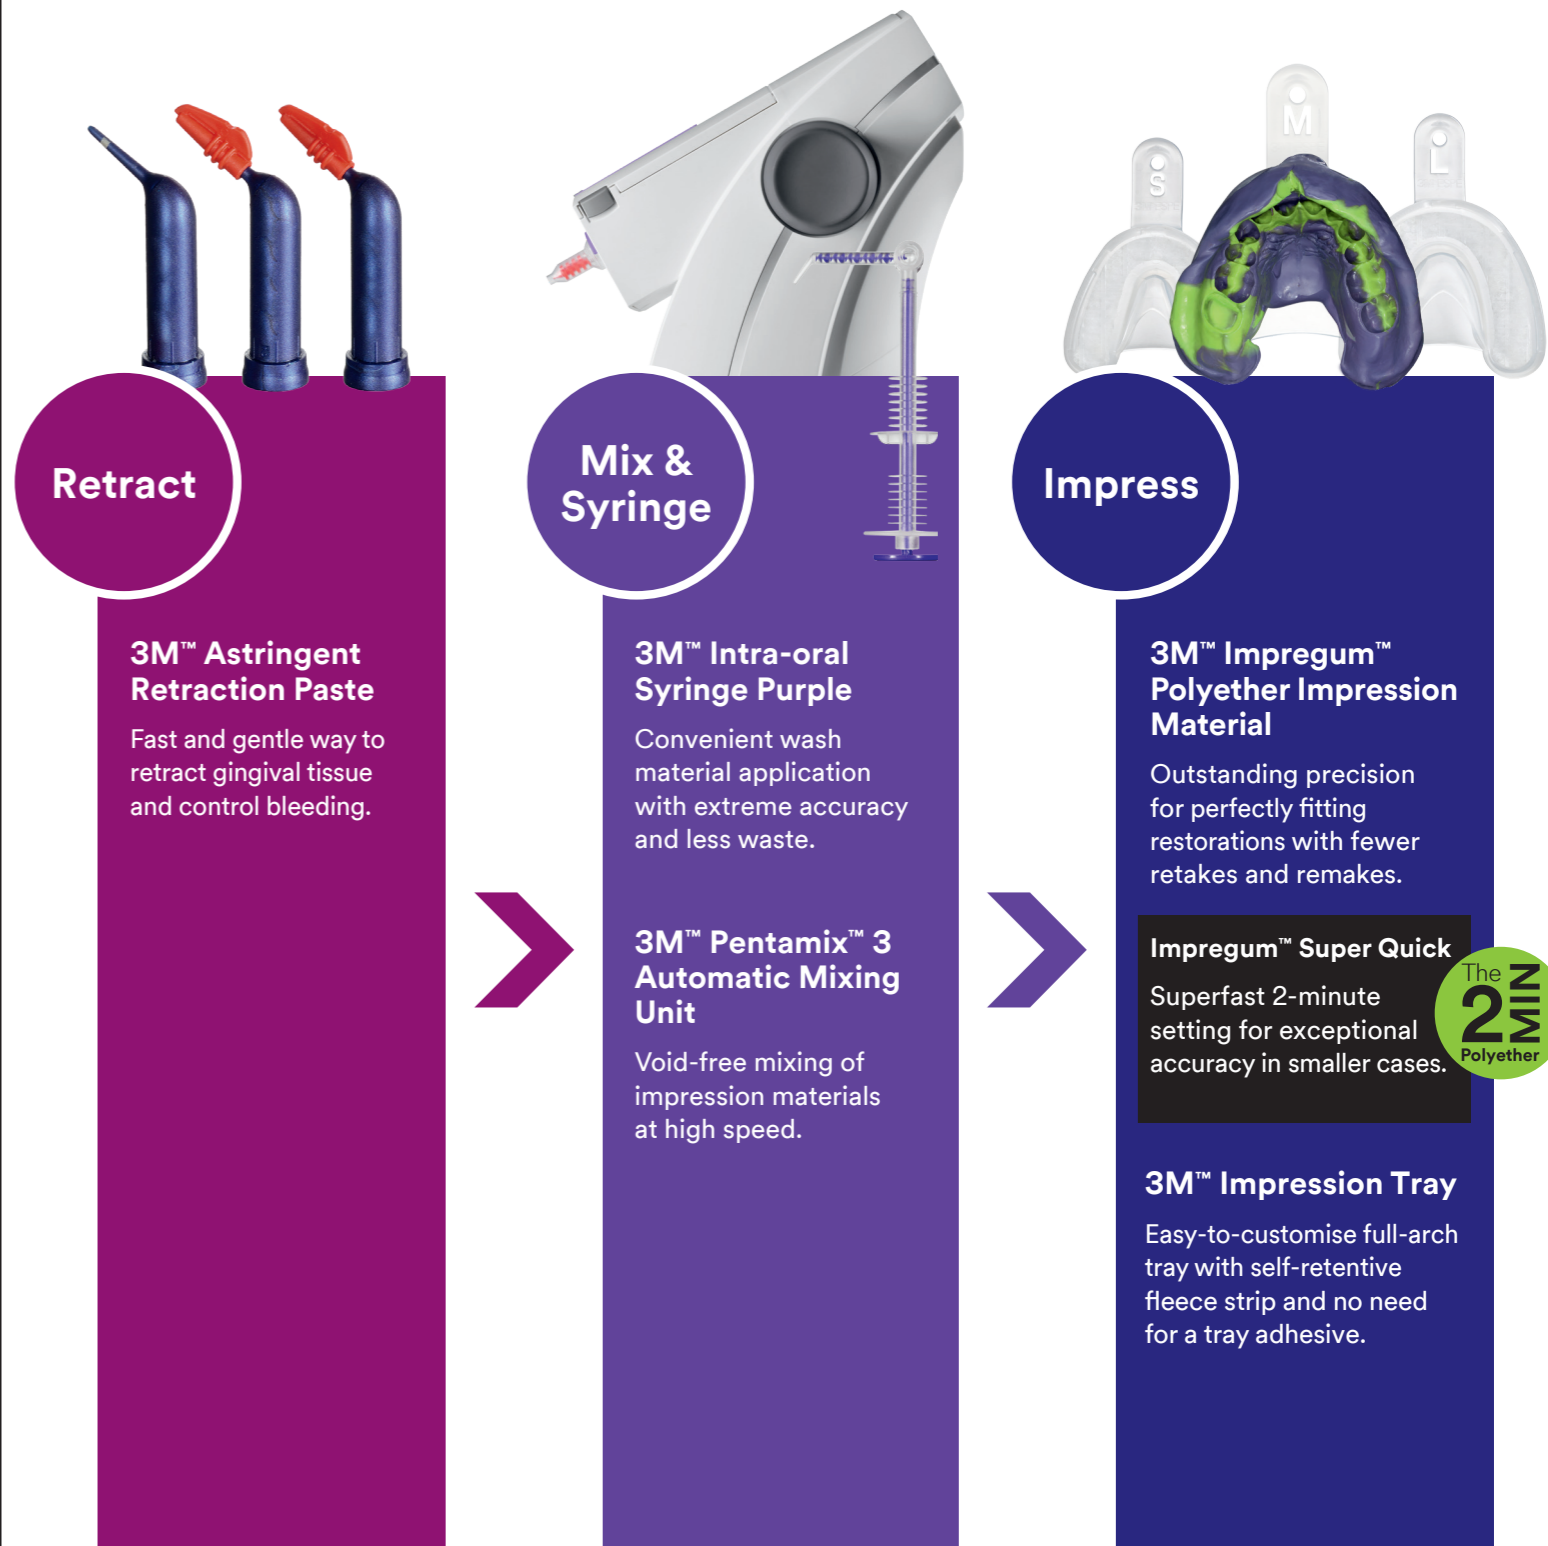 S
M
L
Retract
3M™ Astringent
Retraction Paste
Fast and gentle way to
retract gingival tissue
and control bleeding.
Mix &
Syringe
3M™ Intra-oral
Syringe Purple
Convenient wash
material application
with extreme accuracy
and less waste.
3M™ Pentamix™ 3
Automatic Mixing
Unit
Void-free mixing of
impression materials
at high speed.
Impress
3M™ Impregum™
Polyether Impression
Material
Outstanding precision
for perfectly fitting
restorations with fewer
retakes and remakes.
Impregum™ Super Quick
Superfast 2-minute
setting for exceptional
accuracy in smaller cases.
The
2 MIN
Polyether
3M™ Impression Tray
Easy-to-customise full-arch
tray with self-retentive
fleece strip and no need
for a tray adhesive.